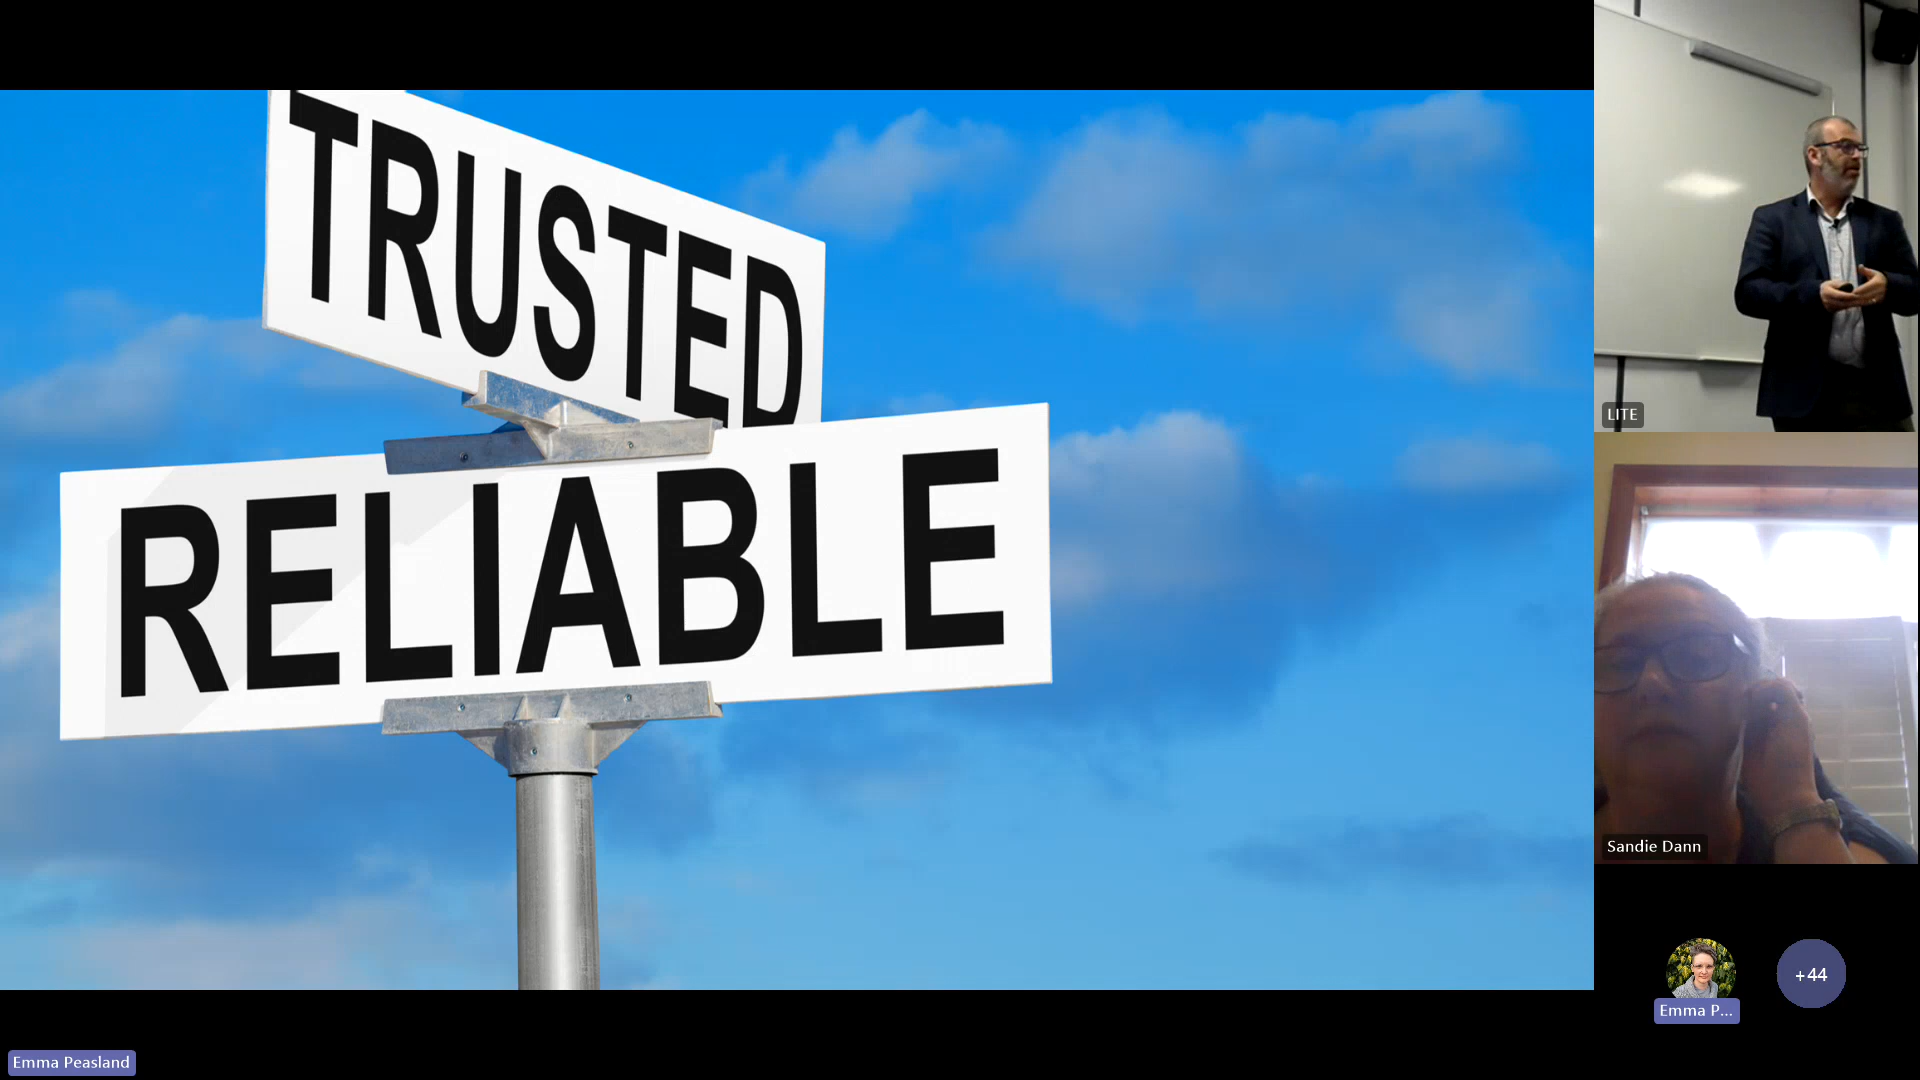 TRUSTED
RELIABLE
LITE
Sandie Dann
Emma P...
+44
Emma Peasland